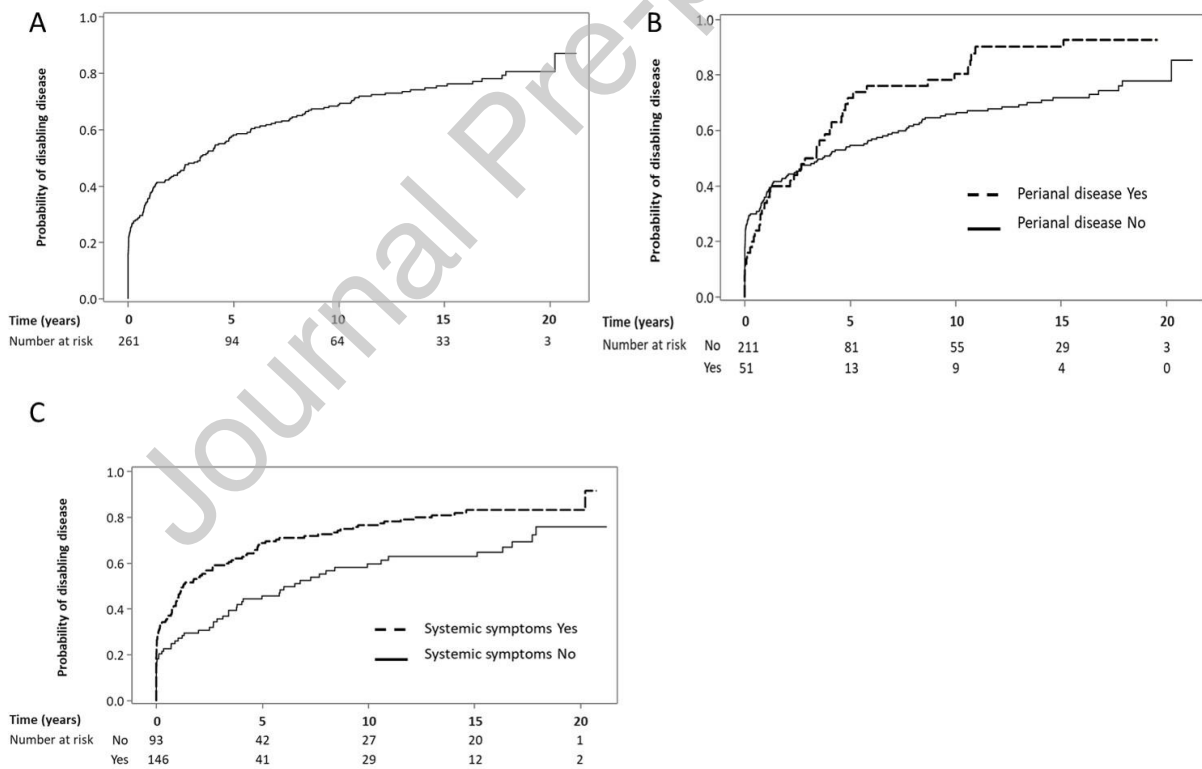 A
Probability of disabling disease
1.0
0.8
0.6
0.4
0.2
0.0
0 5 10 15 20
Time (years)
Number at risk 261 94 64 33 3
B
Probability of disabling disease
1.0
0.8
0.6
0.4
0.2
0.0
Perianal disease Yes
Perianal disease No
Time (years) 0 5 10 15 20
Number at risk No 211 81 55 29 3
Yes 51 13 9 4 0
C
Probability of disabling disease
1.0
0.8
0.6
0.4
0.2
0.0
Systemic symptoms Yes
Systemic symptoms No
Time (years) 0 5 10 15 20
Number at risk No 93 42 27 20 1
Yes 146 41 29 12 2
Journal Pre-p